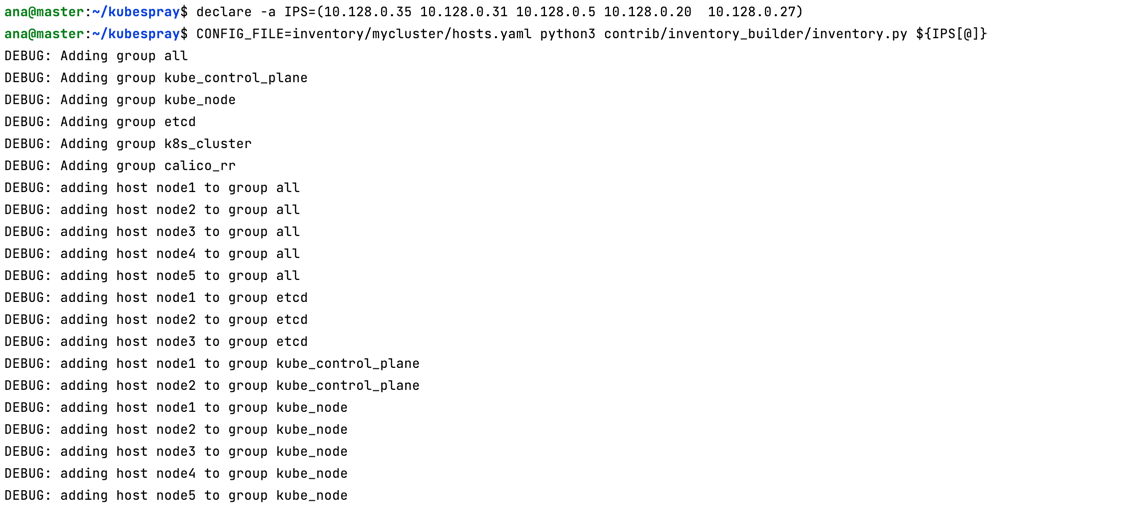 ana@master:~/kubespray$ declare -a IPS=(10.128.0.35 10.128.0.31 10.128.0.5 10.128.0.20  10.128.0.27)
ana@master:~/kubespray$ CONFIG_FILE=inventory/mycluster/hosts.yaml python3 contrib/inventory_builder/inventory.py ${IPS[@]}
DEBUG: Adding group all
DEBUG: Adding group kube_control_plane
DEBUG: Adding group kube_node
DEBUG: Adding group etcd
DEBUG: Adding group k8s_cluster
DEBUG: Adding group calico_rr
DEBUG: adding host node1 to group all
DEBUG: adding host node2 to group all
DEBUG: adding host node3 to group all
DEBUG: adding host node4 to group all
DEBUG: adding host node5 to group all
DEBUG: adding host node1 to group etcd
DEBUG: adding host node2 to group etcd
DEBUG: adding host node3 to group etcd
DEBUG: adding host node1 to group kube_control_plane
DEBUG: adding host node2 to group kube_control_plane
DEBUG: adding host node1 to group kube_node
DEBUG: adding host node2 to group kube_node
DEBUG: adding host node3 to group kube_node
DEBUG: adding host node4 to group kube_node
DEBUG: adding host node5 to group kube_node